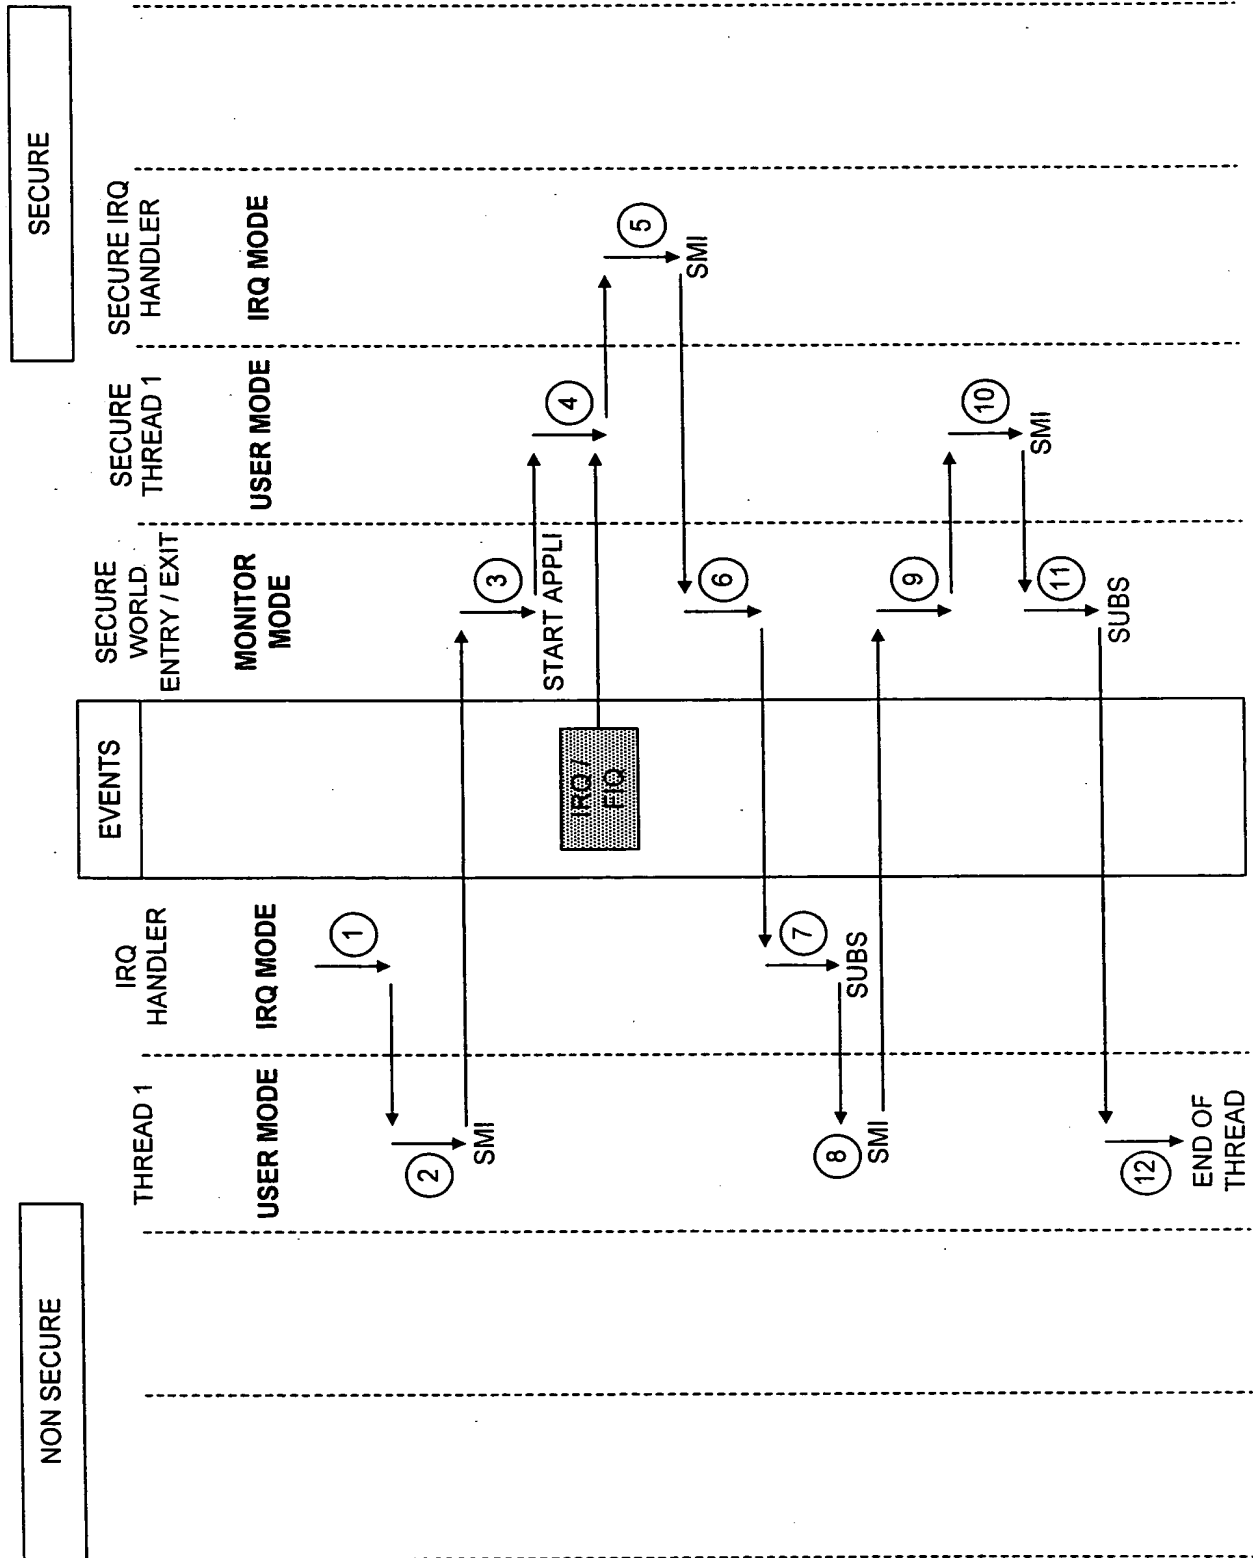 NON SECURE
SECURE
THREAD 1
USER MODE
IRQ
HANDLER
IRQ MODE
EVENTS
SECURE
WORLD
ENTRY / EXIT
MONITOR
MODE
SECURE
THREAD 1
USER MODE
SECURE IRQ
HANDLER
IRQ MODE
1
2
SMI
3
START APPLI
4
IRQ /
FIQ
5
SMI
6
7
SUBS
8
SMI
9
10
SMI
11
SUBS
12
END OF
THREAD